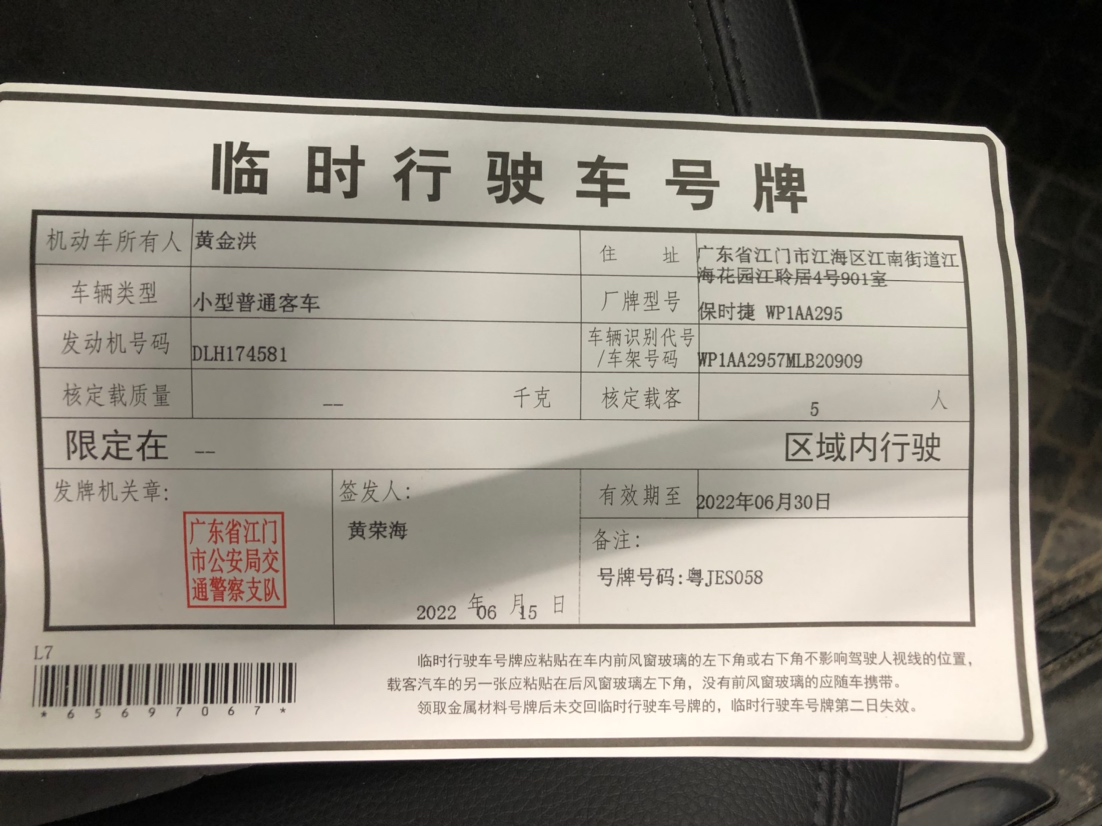 临时行驶车号牌
机动车所有人 黄金洪
住 址 广东省江门市江海区江南街道江
海花园江聆居4号901室
车辆类型 小型普通客车
厂牌型号 保时捷 WP1AA295
发动机号码 DLH174581
车辆识别代号
/车架号码 WP1AA2957MLB20909
核定载质量 -- 千克
核定载客 5 人
限定在 -- 区域内行驶
发牌机关章:
广东省江门
市公安局交
通警察支队
签发人:
黄荣海
2022 年 06 月 15 日
有效期至 2022年06月30日
备注:
号牌号码:粤JES058
L7
*65697067*
临时行驶车号牌应粘贴在车内前风窗玻璃的左下角或右下角不影响驾驶人视线的位置,
载客汽车的另一张应粘贴在后风窗玻璃左下角,没有前风窗玻璃的应随车携带。
领取金属材料号牌后未交回临时行驶车号牌的,临时行驶车号牌第二日失效。